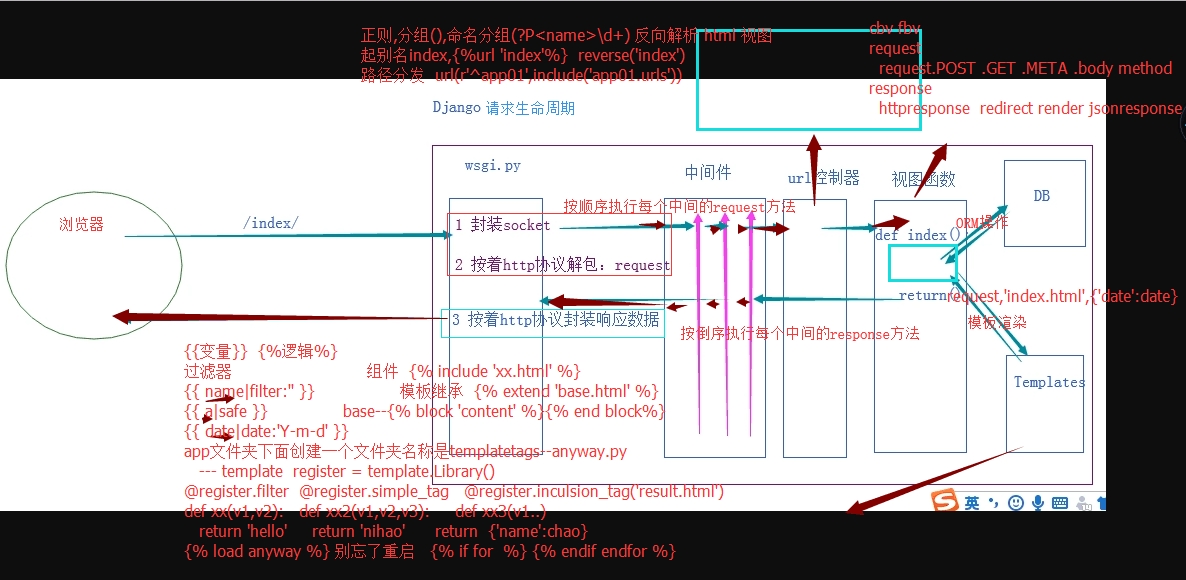 正则,分组(),命名分组(?P<name>\d+) 反向解析 html 视图
起别名index,{%url 'index'%} reverse('index')
路径分发 url(r'^app01',include('app01.urls'))
cbv fbv
request
request.POST .GET .META .body method
response
httpresponse redirect render jsonresponse
Django 请求生命周期
wsgi.py
中间件
url控制器
视图函数
DB
浏览器
/index/
按顺序执行每个中间的request方法
1 封装socket
2 按着http协议解包：request
def index()
ORM操作
return()
request,'index.html',{'date':date}
3 按着http协议封装响应数据
按倒序执行每个中间的response方法
模板渲染
Templates
{{变量}} {%逻辑%}
过滤器 组件 {% include 'xx.html' %}
{{ name|filter:'' }} 模板继承 {% extend 'base.html' %}
{{ a|safe }} base--{% block 'content' %}{% end block%}
{{ date|date:'Y-m-d' }}
app文件夹下面创建一个文件夹名称是templatetags--anyway.py
--- template register = template.Library()
@register.filter @register.simple_tag @register.inculsion_tag('result.html')
def xx(v1,v2): def xx2(v1,v2,v3): def xx3(v1..)
return 'hello' return 'nihao' return {'name':chao}
{% load anyway %} 别忘了重启 {% if for %} {% endif endfor %}
S 英